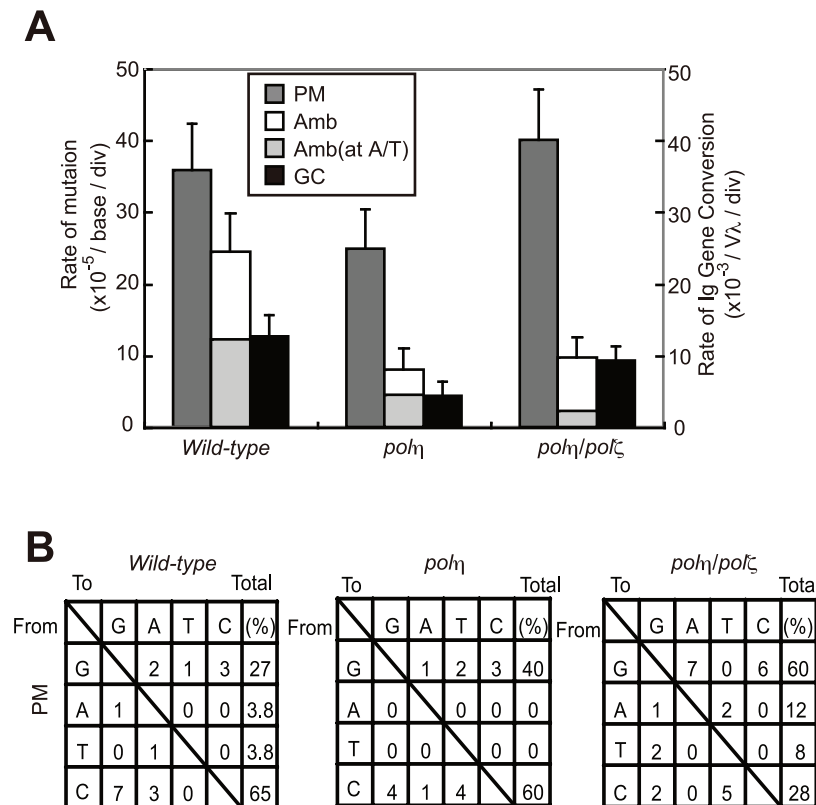 A
50
40
30
20
10
0
Rate of mutaion
(x10⁻⁵ / base / div)
PM
Amb
Amb(at A/T)
GC
50
40
30
20
10
0
Rate of Ig Gene Conversion
(x10⁻³ / Vλ / div)
Wild-type polη polη/polζ
B
Wild-type
To Total
From G A T C (%)
PM
G 2 1 3 27
A 1 0 0 3.8
T 0 1 0 3.8
C 7 3 0 65
polη
To Total
From G A T C (%)
G 1 2 3 40
A 0 0 0 0
T 0 0 0 0
C 4 1 4 60
polη/polζ
To Total
From G A T C (%)
G 7 0 6 60
A 1 2 0 12
T 2 0 0 8
C 2 0 5 28